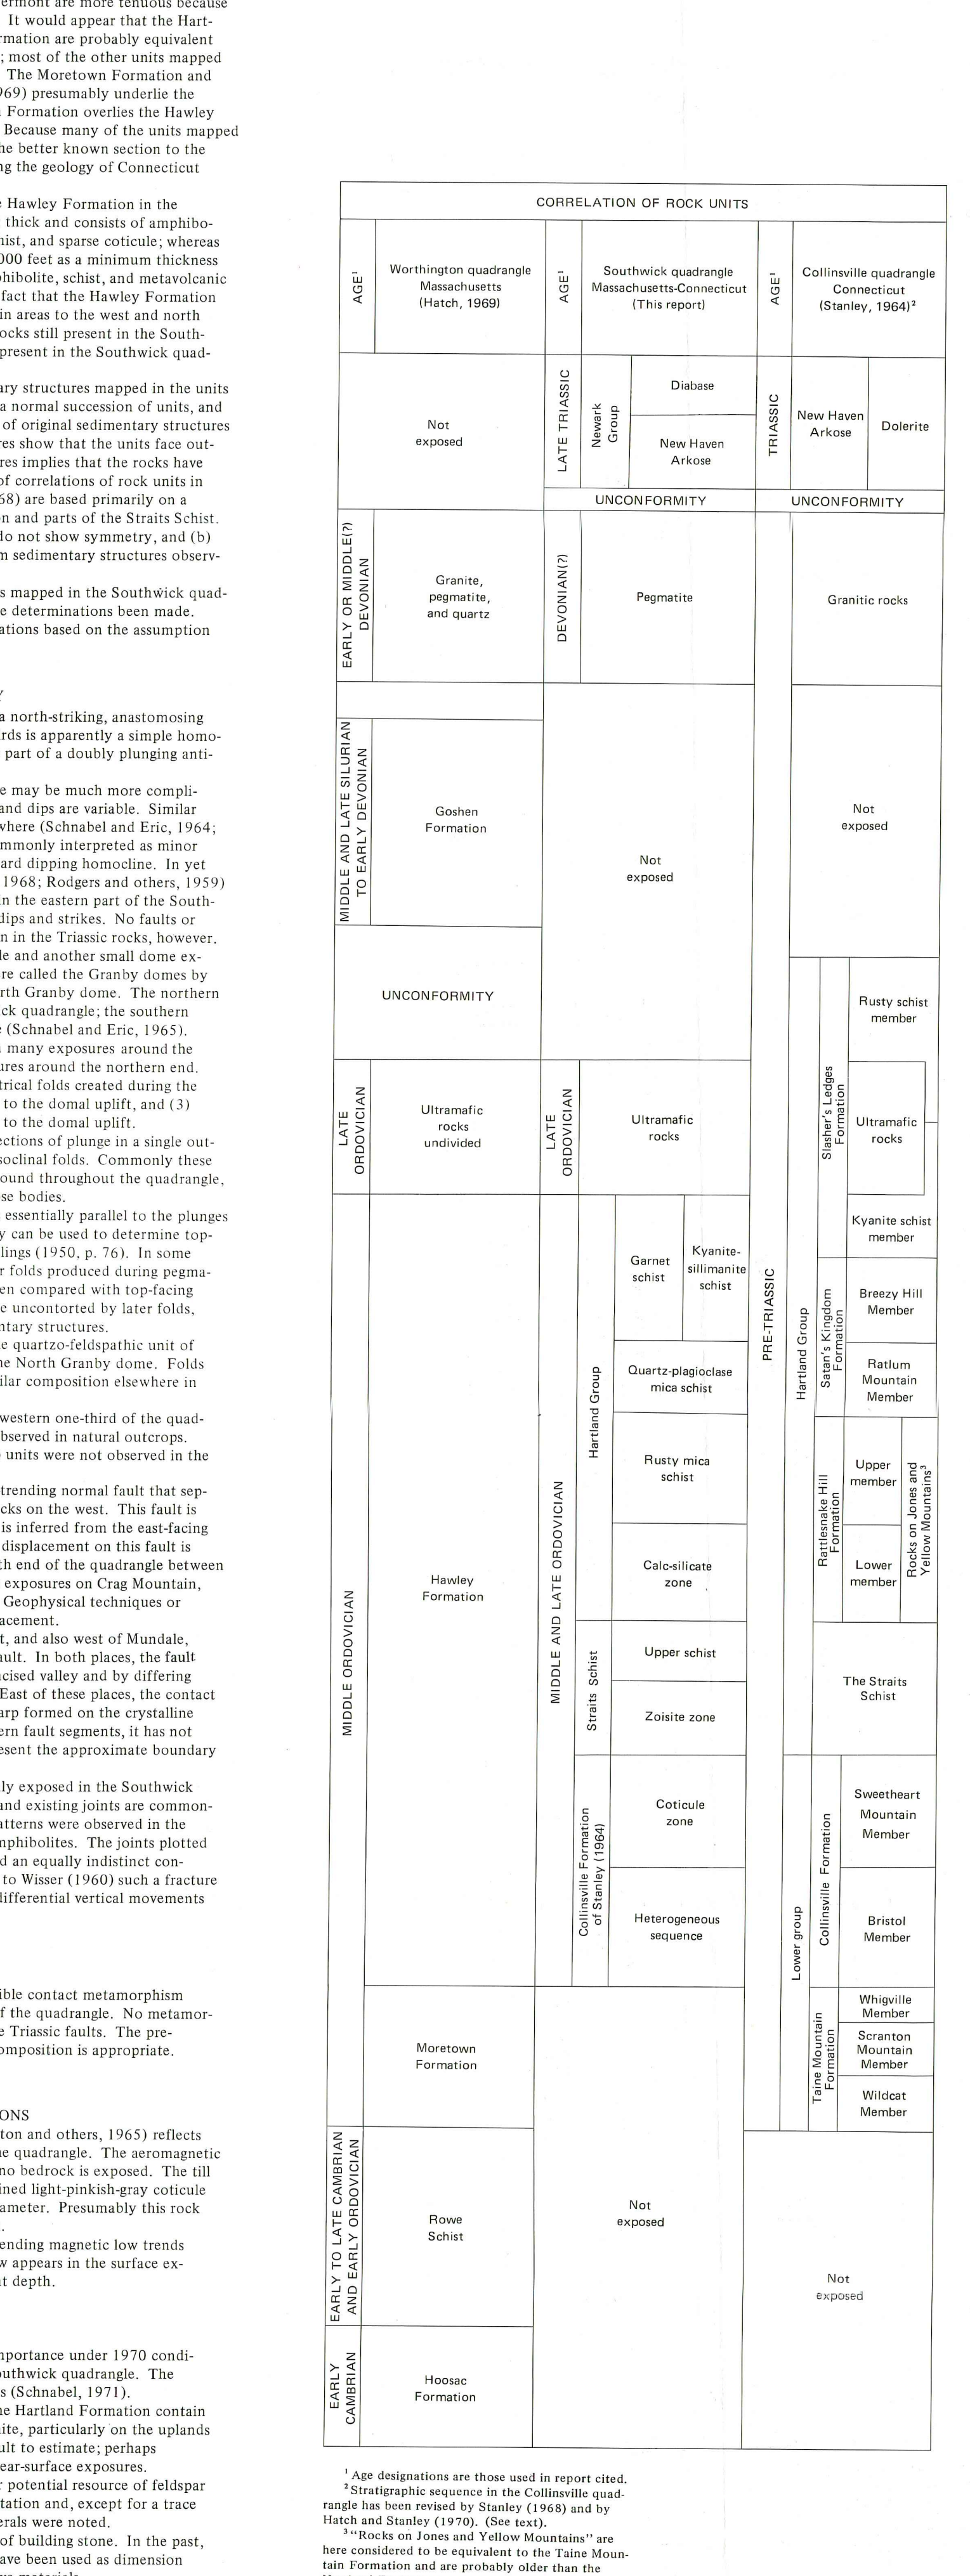 ermont are more tenuous because
It would appear that the Hart-
rmation are probably equivalent
; most of the other units mapped
The Moretown Formation and
969) presumably underlie the
Formation overlies the Hawley
Because many of the units mapped
he better known section to the
ng the geology of Connecticut
Hawley Formation in the
thick and consists of amphibo-
hist, and sparse coticule; whereas
000 feet as a minimum thickness
phibolite, schist, and metavolcanic
fact that the Hawley Formation
in areas to the west and north
ocks still present in the South-
present in the Southwick quad-
ary structures mapped in the units
a normal succession of units, and
of original sedimentary structures
res show that the units face out-
res implies that the rocks have
of correlations of rock units in
68) are based primarily on a
n and parts of the Straits Schist.
do not show symmetry, and (b)
m sedimentary structures observ-
s mapped in the Southwick quad-
e determinations been made.
ations based on the assumption
Y
a north-striking, anastomosing
rds is apparently a simple homo-
part of a doubly plunging anti-
e may be much more compli-
and dips are variable. Similar
where (Schnabel and Eric, 1964;
mmonly interpreted as minor
ard dipping homocline. In yet
1968; Rodgers and others, 1959)
in the eastern part of the South-
dips and strikes. No faults or
n in the Triassic rocks, however.
le and another small dome ex-
re called the Granby domes by
rth Granby dome. The northern
ck quadrangle; the southern
(Schnabel and Eric, 1965).
many exposures around the
ures around the northern end.
trical folds created during the
to the domal uplift, and (3)
to the domal uplift.
ections of plunge in a single out-
soclinal folds. Commonly these
ound throughout the quadrangle,
se bodies.
essentially parallel to the plunges
y can be used to determine top-
lings (1950, p. 76). In some
r folds produced during pegma-
en compared with top-facing
e uncontorted by later folds,
ntary structures.
e quartzo-feldspathic unit of
he North Granby dome. Folds
ilar composition elsewhere in
western one-third of the quad-
bserved in natural outcrops.
units were not observed in the
trending normal fault that sep-
cks on the west. This fault is
is inferred from the east-facing
displacement on this fault is
th end of the quadrangle between
exposures on Crag Mountain,
Geophysical techniques or
acement.
t, and also west of Mundale,
ault. In both places, the fault
cised valley and by differing
East of these places, the contact
arp formed on the crystalline
ern fault segments, it has not
esent the approximate boundary
ly exposed in the Southwick
and existing joints are common-
atterns were observed in the
mphibolites. The joints plotted
d an equally indistinct con-
to Wisser (1960) such a fracture
differential vertical movements
ible contact metamorphism
f the quadrangle. No metamor-
e Triassic faults. The pre-
omposition is appropriate.
ONS
ton and others, 1965) reflects
he quadrangle. The aeromagnetic
no bedrock is exposed. The till
ined light-pinkish-gray coticule
ameter. Presumably this rock
.
ending magnetic low trends
w appears in the surface ex-
at depth.
mportance under 1970 condi-
outhwick quadrangle. The
s (Schnabel, 1971).
he Hartland Formation contain
ite, particularly on the uplands
ult to estimate; perhaps
ear-surface exposures.
r potential resource of feldspar
tation and, except for a trace
erals were noted.
of building stone. In the past,
ave been used as dimension
CORRELATION OF ROCK UNITS
AGE¹
Worthington quadrangle
Massachusetts
(Hatch, 1969)
AGE¹
Southwick quadrangle
Massachusetts-Connecticut
(This report)
AGE¹
Collinsville quadrangle
Connecticut
(Stanley, 1964)²
Not
exposed
LATE TRIASSIC
Newark
Group
Diabase
New Haven
Arkose
TRIASSIC
New Haven
Arkose
Dolerite
UNCONFORMITY
UNCONFORMITY
EARLY OR MIDDLE(?)
DEVONIAN
Granite,
pegmatite,
and quartz
DEVONIAN(?)
Pegmatite
Granitic rocks
MIDDLE AND LATE SILURIAN
TO EARLY DEVONIAN
Goshen
Formation
Not
exposed
Not
exposed
UNCONFORMITY
LATE
ORDOVICIAN
Ultramafic
rocks
undivided
LATE
ORDOVICIAN
Ultramafic
rocks
PRE-TRIASSIC
Hartland Group
Slasher's Ledges
Formation
Rusty schist
member
Ultramafic
rocks
Kyanite schist
member
Satan's Kingdom
Formation
Breezy Hill
Member
Ratlum
Mountain
Member
Rattlesnake Hill
Formation
Upper
member
Lower
member
Rocks on Jones and
Yellow Mountains³
The Straits
Schist
MIDDLE ORDOVICIAN
Hawley
Formation
MIDDLE AND LATE ORDOVICIAN
Hartland Group
Garnet
schist
Kyanite-
sillimanite
schist
Quartz-plagioclase
mica schist
Rusty mica
schist
Calc-silicate
zone
Straits Schist
Upper schist
Zoisite zone
Collinsville Formation
of Stanley (1964)
Coticule
zone
Heterogeneous
sequence
Lower group
Collinsville Formation
Sweetheart
Mountain
Member
Bristol
Member
Taine Mountain
Formation
Whigville
Member
Scranton
Mountain
Member
Wildcat
Member
Moretown
Formation
EARLY TO LATE CAMBRIAN
AND EARLY ORDOVICIAN
Rowe
Schist
Not
exposed
Not
exposed
EARLY
CAMBRIAN
Hoosac
Formation
¹ Age designations are those used in report cited.
² Stratigraphic sequence in the Collinsville quad-
rangle has been revised by Stanley (1968) and by
Hatch and Stanley (1970). (See text).
³ "Rocks on Jones and Yellow Mountains" are
here considered to be equivalent to the Taine Moun-
tain Formation and are probably older than the